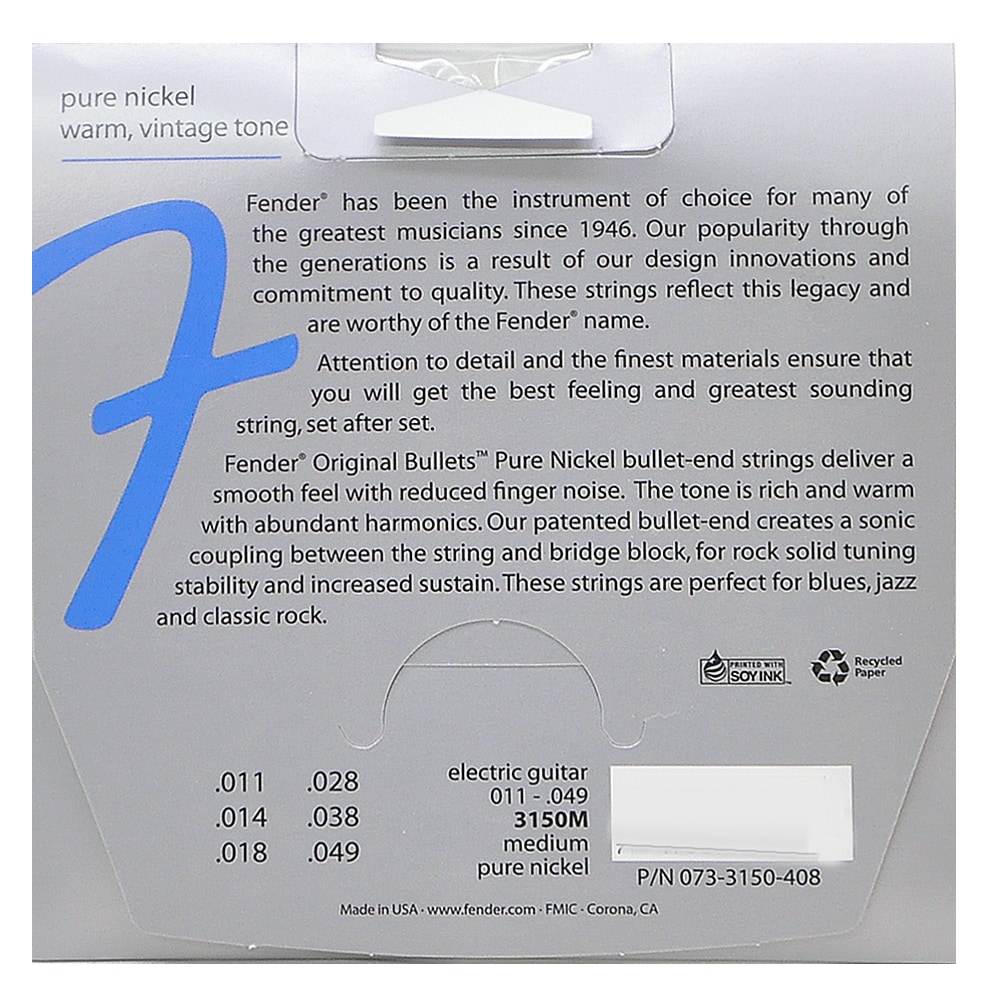 pure nickel
warm, vintage tone
Fender® has been the instrument of choice for many of
the greatest musicians since 1946. Our popularity through
the generations is a result of our design innovations and
commitment to quality. These strings reflect this legacy and
are worthy of the Fender® name.
Attention to detail and the finest materials ensure that
you will get the best feeling and greatest sounding
string, set after set.
Fender® Original Bullets™ Pure Nickel bullet-end strings deliver a
smooth feel with reduced finger noise. The tone is rich and warm
with abundant harmonics. Our patented bullet-end creates a sonic
coupling between the string and bridge block, for rock solid tuning
stability and increased sustain. These strings are perfect for blues, jazz
and classic rock.
PRINTED WITH
SOY INK™
Recycled
Paper
.011 .028
.014 .038
.018 .049
electric guitar
011 - .049
3150M
medium
pure nickel
P/N 073-3150-408
Made in USA · www.fender.com · FMIC · Corona, CA